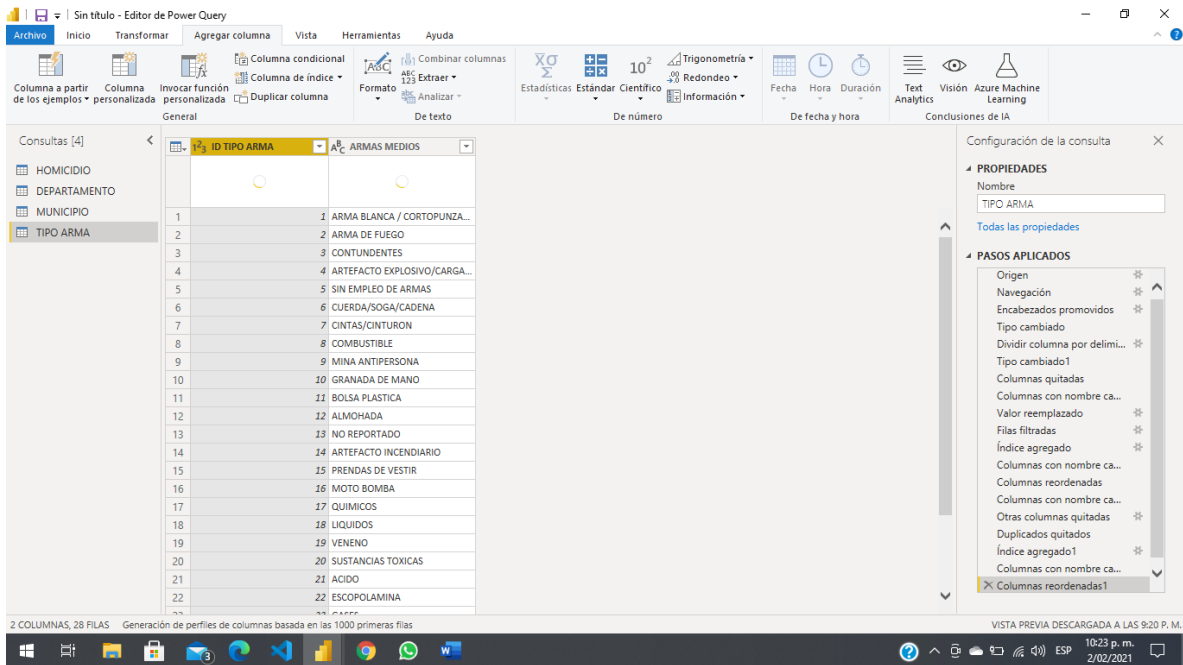 Sin título - Editor de Power Query
Archivo Inicio Transformar Agregar columna Vista Herramientas Ayuda
Columna a partir de los ejemplos
Columna personalizada
Invocar función personalizada
Columna condicional
Columna de índice
Duplicar columna
General
Formato
Combinar columnas
Extraer
Analizar
De texto
Estadísticas
Estándar
Científico
Trigonometría
Redondeo
Información
De número
Fecha
Hora
Duración
De fecha y hora
Text Analytics
Visión
Azure Machine Learning
Conclusiones de IA
Consultas [4]
HOMICIDIO
DEPARTAMENTO
MUNICIPIO
TIPO ARMA
ID TIPO ARMA ARMAS MEDIOS
1 1 ARMA BLANCA / CORTOPUNZA...
2 2 ARMA DE FUEGO
3 3 CONTUNDENTES
4 4 ARTEFACTO EXPLOSIVO/CARGA...
5 5 SIN EMPLEO DE ARMAS
6 6 CUERDA/SOGA/CADENA
7 7 CINTAS/CINTURON
8 8 COMBUSTIBLE
9 9 MINA ANTIPERSONA
10 10 GRANADA DE MANO
11 11 BOLSA PLASTICA
12 12 ALMOHADA
13 13 NO REPORTADO
14 14 ARTEFACTO INCENDIARIO
15 15 PRENDAS DE VESTIR
16 16 MOTO BOMBA
17 17 QUIMICOS
18 18 LIQUIDOS
19 19 VENENO
20 20 SUSTANCIAS TOXICAS
21 21 ACIDO
22 22 ESCOPOLAMINA
Configuración de la consulta
PROPIEDADES
Nombre
TIPO ARMA
Todas las propiedades
PASOS APLICADOS
Origen
Navegación
Encabezados promovidos
Tipo cambiado
Dividir columna por delimi...
Tipo cambiado1
Columnas quitadas
Columnas con nombre ca...
Valor reemplazado
Filas filtradas
Índice agregado
Columnas con nombre ca...
Columnas reordenadas
Columnas con nombre ca...
Otras columnas quitadas
Duplicados quitados
Índice agregado1
Columnas con nombre ca...
Columnas reordenadas1
2 COLUMNAS, 28 FILAS Generación de perfiles de columnas basada en las 1000 primeras filas
VISTA PREVIA DESCARGADA A LAS 9:20 P. M.
ESP
10:23 p. m.
2/02/2021